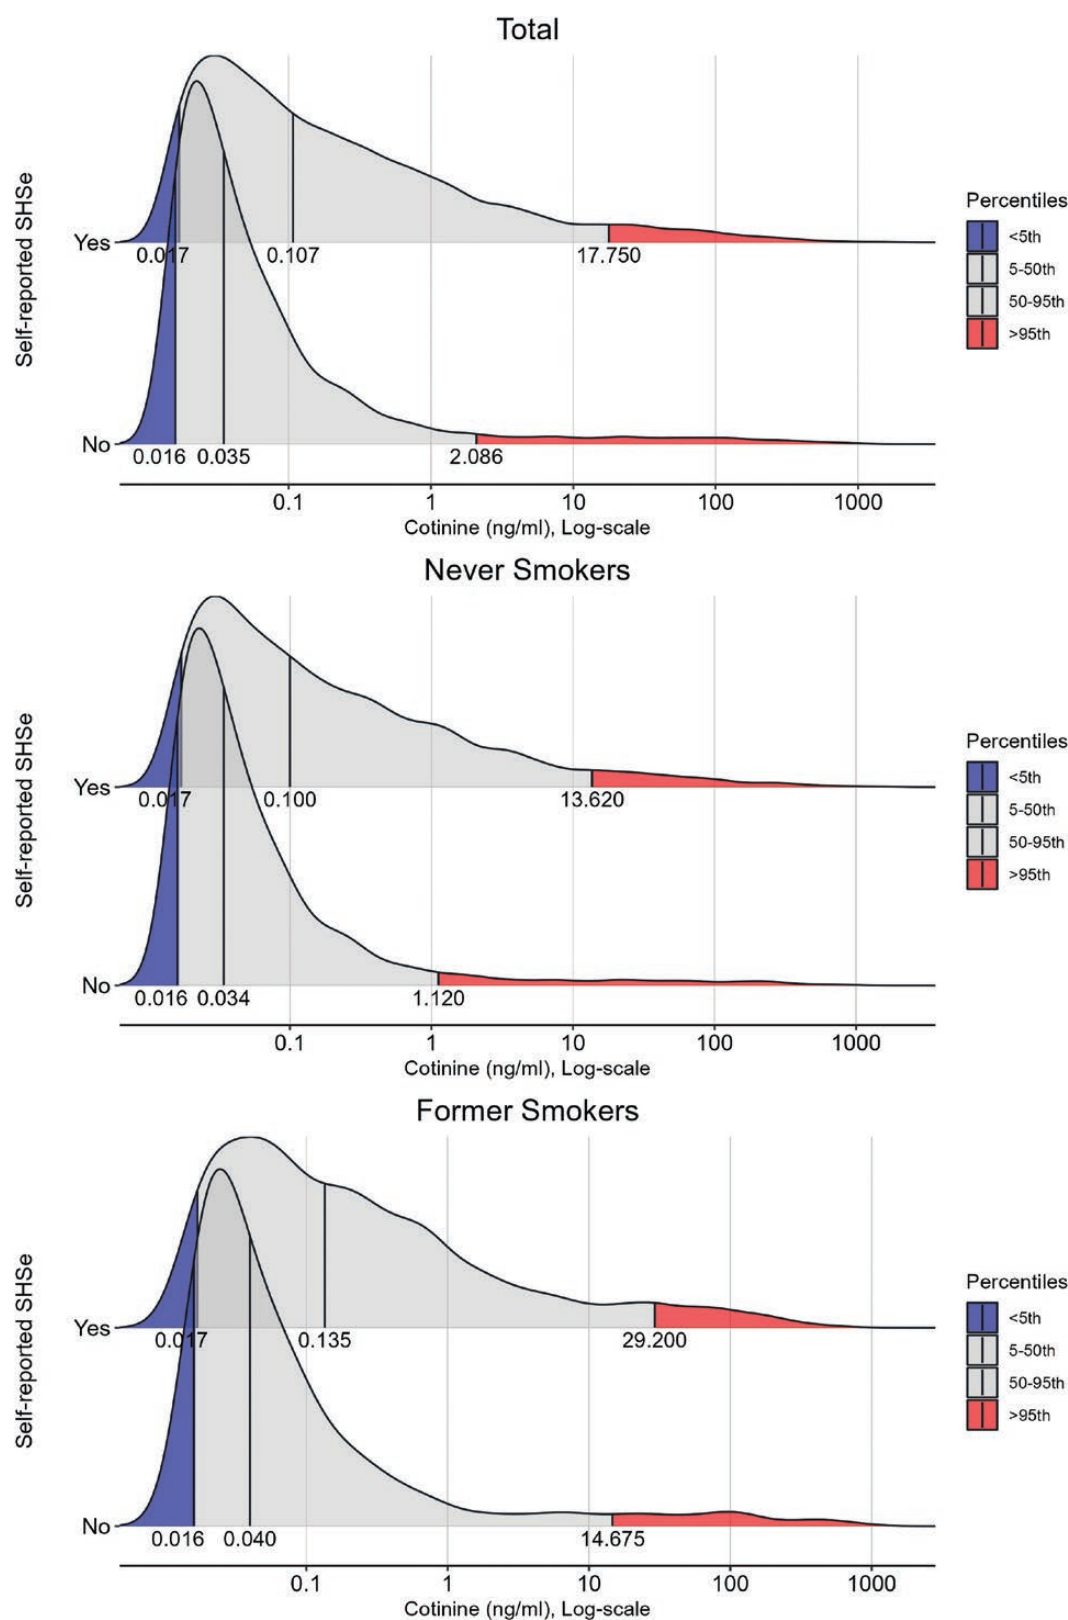 Total
Self-reported SHSe
Yes
0.017 0.107 17.750
No
0.016 0.035 2.086
0.1 1 10 100 1000
Cotinine (ng/ml), Log-scale
Percentiles
<5th
5-50th
50-95th
>95th
Never Smokers
Self-reported SHSe
Yes
0.017 0.100 13.620
No
0.016 0.034 1.120
0.1 1 10 100 1000
Cotinine (ng/ml), Log-scale
Percentiles
<5th
5-50th
50-95th
>95th
Former Smokers
Self-reported SHSe
Yes
0.017 0.135 29.200
No
0.016 0.040 14.675
0.1 1 10 100 1000
Cotinine (ng/ml), Log-scale
Percentiles
<5th
5-50th
50-95th
>95th